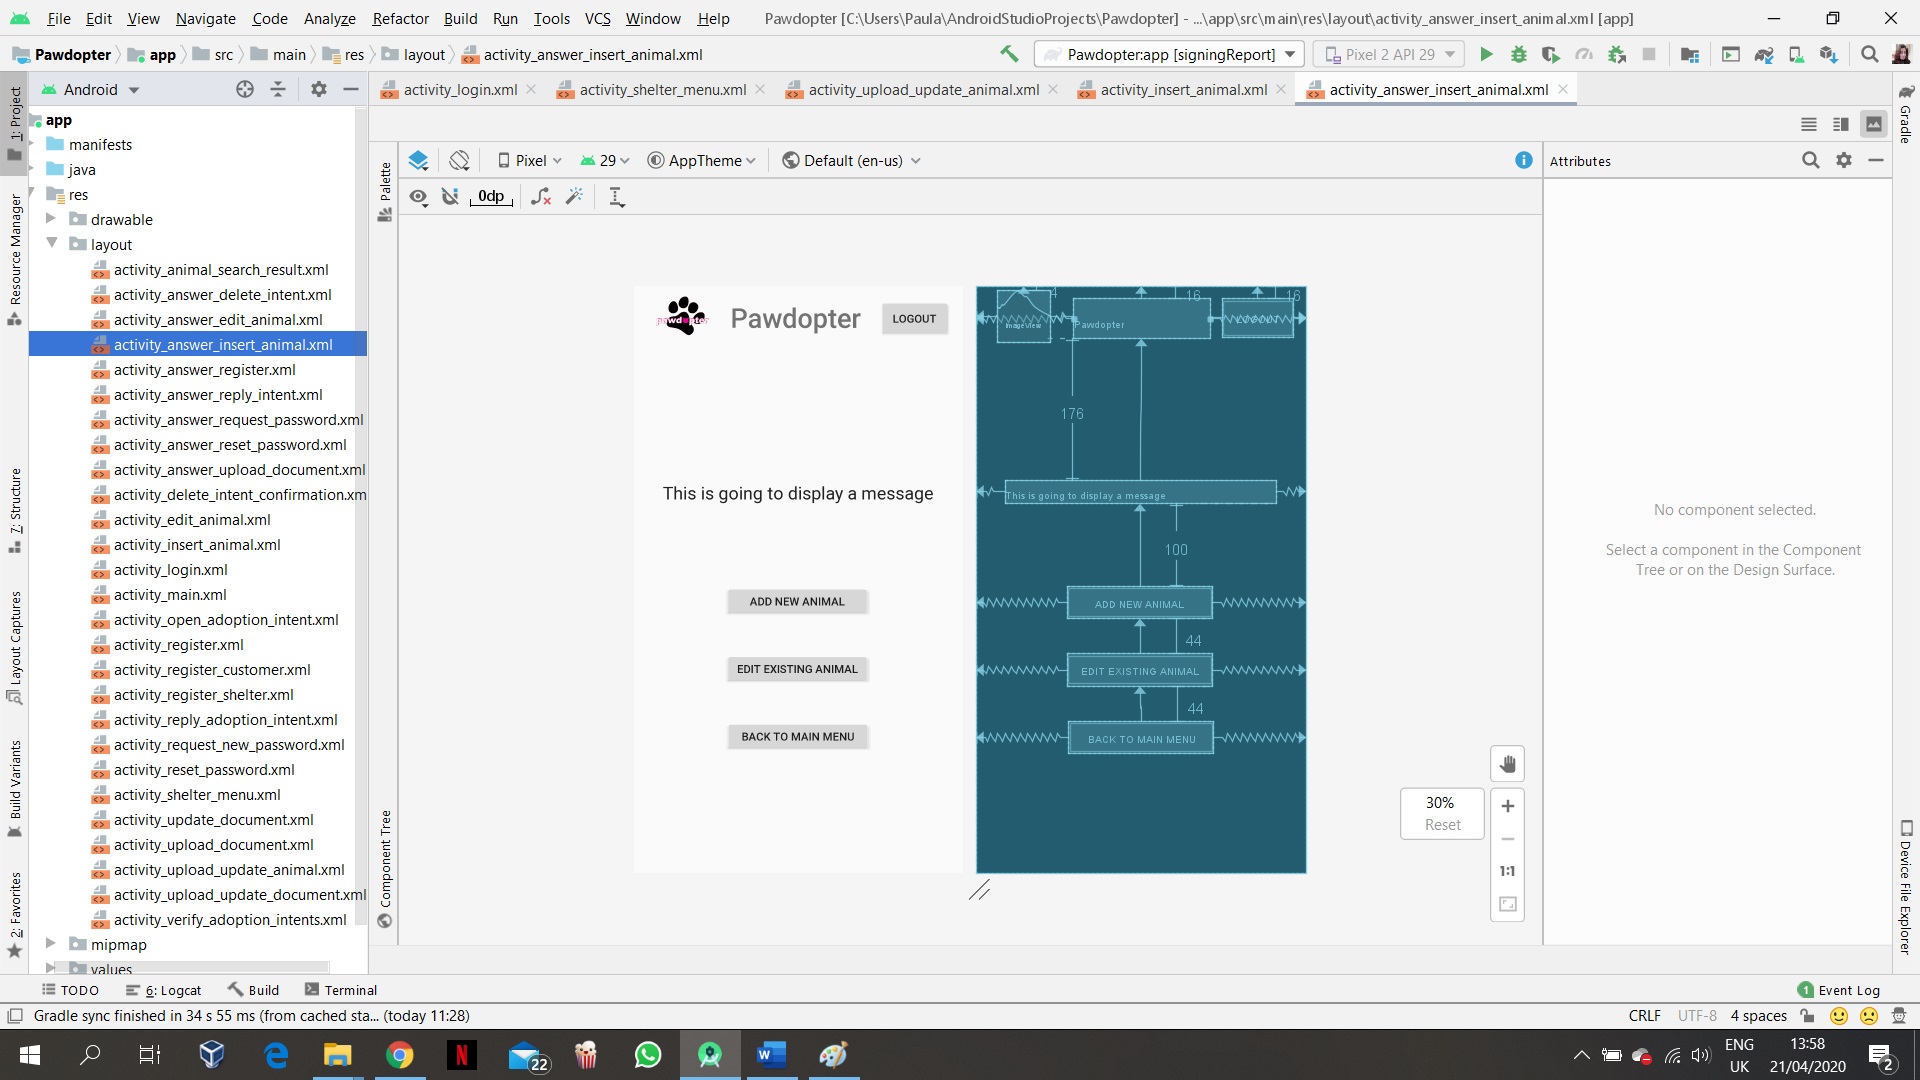 File Edit View Navigate Code Analyze Refactor Build Run Tools VCS Window Help Pawdopter [C:\Users\Paula\AndroidStudioProjects\Pawdopter] - ...\app\src\main\res\layout\activity_answer_insert_animal.xml [app]
Pawdopter app src main res layout activity_answer_insert_animal.xml Pawdopter:app [signingReport] Pixel 2 API 29
Android activity_login.xml activity_shelter_menu.xml activity_upload_update_animal.xml activity_insert_animal.xml activity_answer_insert_animal.xml
1: Project
Resource Manager
7: Structure
Layout Captures
Build Variants
2: Favorites
app
manifests
java
res
drawable
layout
activity_animal_search_result.xml
activity_answer_delete_intent.xml
activity_answer_edit_animal.xml
activity_answer_insert_animal.xml
activity_answer_register.xml
activity_answer_reply_intent.xml
activity_answer_request_password.xml
activity_answer_reset_password.xml
activity_answer_upload_document.xml
activity_delete_intent_confirmation.xm
activity_edit_animal.xml
activity_insert_animal.xml
activity_login.xml
activity_main.xml
activity_open_adoption_intent.xml
activity_register.xml
activity_register_customer.xml
activity_register_shelter.xml
activity_reply_adoption_intent.xml
activity_request_new_password.xml
activity_reset_password.xml
activity_shelter_menu.xml
activity_update_document.xml
activity_upload_document.xml
activity_upload_update_animal.xml
activity_upload_update_document.xml
activity_verify_adoption_intents.xml
mipmap
values
Palette
Component Tree
Pixel 29 AppTheme Default (en-us)
0dp
pawdopter Pawdopter LOGOUT
This is going to display a message
ADD NEW ANIMAL
EDIT EXISTING ANIMAL
BACK TO MAIN MENU
4 16 16
ImageView Pawdopter LOGOUT
176
This is going to display a message
100
ADD NEW ANIMAL
44
EDIT EXISTING ANIMAL
44
BACK TO MAIN MENU
30%
Reset
1:1
Attributes
No component selected.
Select a component in the Component
Tree or on the Design Surface.
Gradle
Device File Explorer
TODO 6: Logcat Build Terminal 1 Event Log
Gradle sync finished in 34 s 55 ms (from cached sta... (today 11:28) CRLF UTF-8 4 spaces
22
ENG
UK
13:58
21/04/2020
2